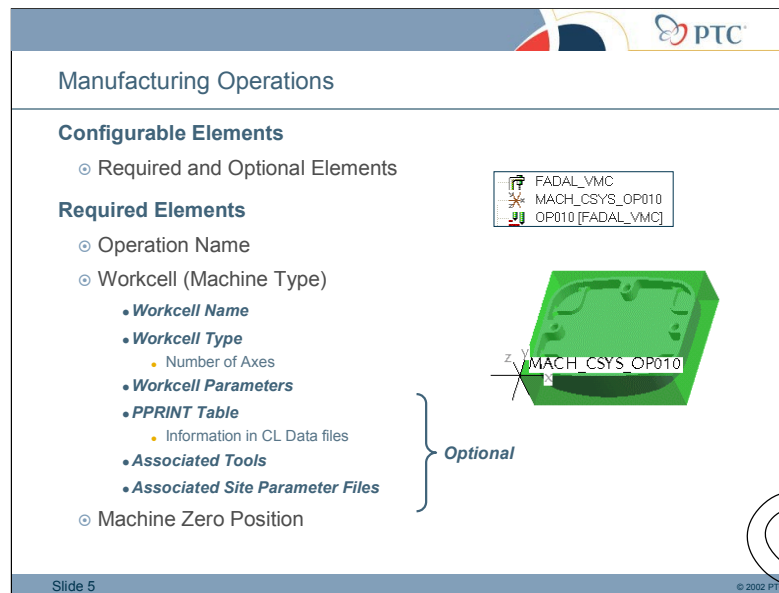 PTC
Manufacturing Operations
Configurable Elements
Required and Optional Elements
Required Elements
Operation Name
Workcell (Machine Type)
Workcell Name
Workcell Type
Number of Axes
Workcell Parameters
PPRINT Table
Information in CL Data files
Associated Tools
Associated Site Parameter Files
Optional
Machine Zero Position
FADAL_VMC
MACH_CSYS_OP010
OP010 [FADAL_VMC]
z y
MACH_CSYS_OP010
x
Slide 5
© 2002 PT